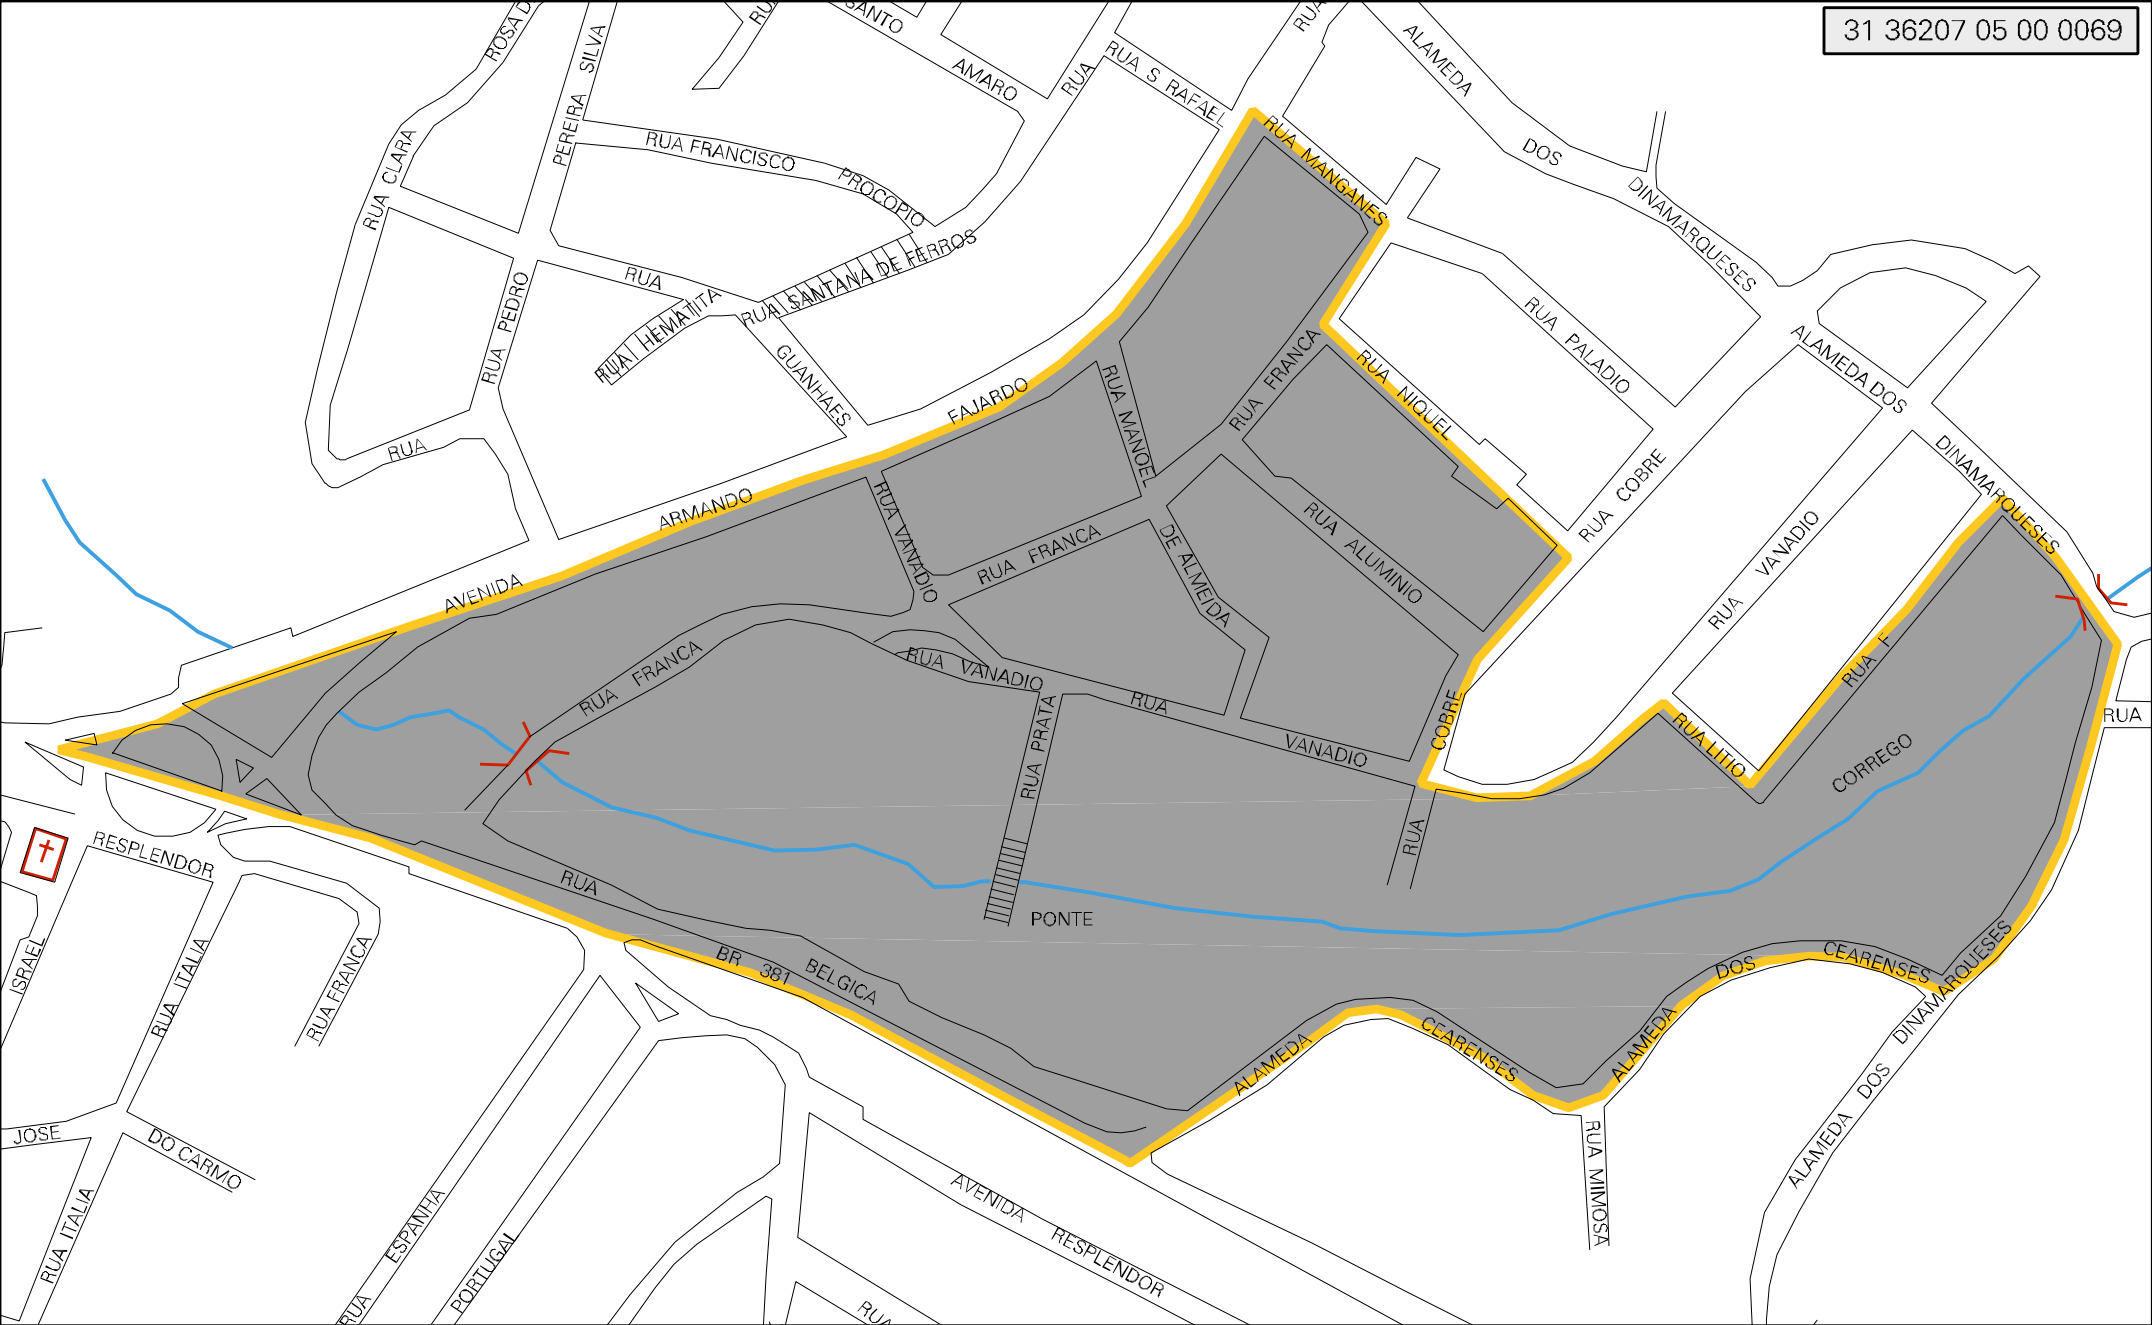 31 36207 05 00 0069
ROSA D
SILVA
PEREIRA
RUA
SANTO
AMARO
RUA
RUA S RAFAEL
RUA
ALAMEDA
DOS
DINAMARQUESES
RUA CLARA
RUA FRANCISCO
PROCOPIO
RUA MANGANES
RUA
RUA HEMATITA
RUA SANTANA DE FERROS
RUA PEDRO
GUANHAES
RUA
RUA PALADIO
ALAMEDA DOS
DINAMARQUESES
RUA FRANCA
RUA NIQUEL
RUA MANOEL
DE ALMEIDA
FAJARDO
ARMANDO
AVENIDA
RUA VANADIO
RUA FRANCA
RUA ALUMINIO
RUA COBRE
RUA VANADIO
RUA FRANCA
RUA VANADIO
RUA
VANADIO
RUA PRATA
COBRE
RUA
RUA LITIO
RUA F
CORREGO
RUA
RESPLENDOR
RUA
BELGICA
PONTE
BR 381
ISRAEL
RUA ITALIA
RUA FRANCA
ALAMEDA
CEARENSES
ALAMEDA
DOS
CEARENSES
DINAMARQUESES
ALAMEDA DOS
JOSE
DO CARMO
RUA ITALIA
ESPANHA
RUA
PORTUGAL
AVENIDA
RESPLENDOR
RUA MIMOSA
RUA